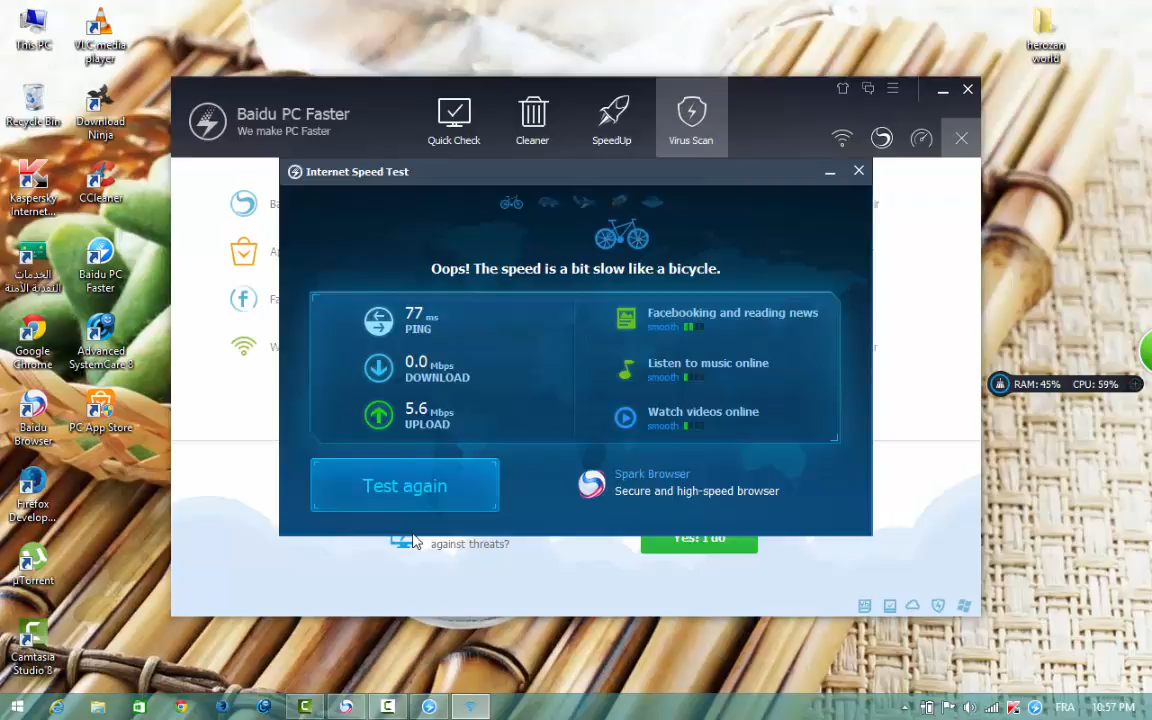 This PC
VLC media
player
herozan
world
Recycle Bin
Download
Ninja
Kaspersky
Internet...
CCleaner
الخدمات
النقدية الآمنة
Baidu PC
Faster
Google
Chrome
Advanced
SystemCare 8
Baidu
Browser
PC App Store
Firefox
Develop...
µTorrent
Camtasia
Studio 8
Baidu PC Faster
We make PC Faster
Quick Check
Cleaner
SpeedUp
Virus Scan
Internet Speed Test
Oops! The speed is a bit slow like a bicycle.
77 ms
PING
0.0 Mbps
DOWNLOAD
5.6 Mbps
UPLOAD
Facebooking and reading news
smooth
Listen to music online
smooth
Watch videos online
smooth
Test again
Spark Browser
Secure and high-speed browser
against threats?
Yes! I do
RAM: 45% CPU: 59%
FRA
10:57 PM